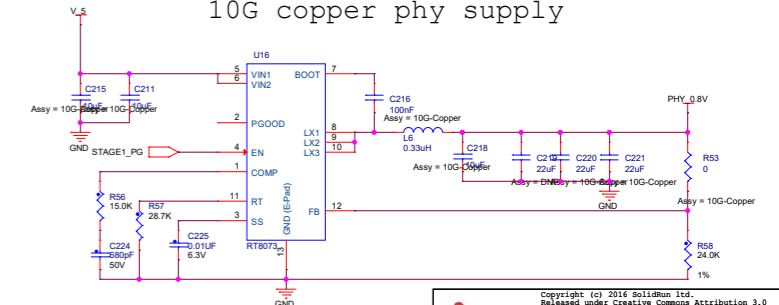 10G copper phy supply
V_5
U16
5 VIN1 BOOT 7
6 VIN2
C215 C211
10uF 10uF
Assy = 10G-Copper Assy = 10G-Copper
C216
100nF
Assy = 10G-Copper
PHY_0.8V
2 PGOOD
LX1 8
LX2 9
LX3 10
L6
0.33uH
GND
STAGE1_PG
4 EN
1 COMP
C218
10uF
Assy = 10G-Copper
C219 C220 C221
22uF 22uF 22uF
Assy = DNP Assy = 10G-Copper Assy = 10G-Copper
GND
R53
0
Assy = 10G-Copper
R56
15.0K
R57
28.7K
11 RT
3 SS
GND (E-Pad)
FB 12
C225
0.01UF
6.3V
RT8073
13
C224
680pF
50V
R58
24.0K
1%
GND
Copyright (c) 2016 SolidRun ltd.
Released under Creative Commons Attribution 3.0